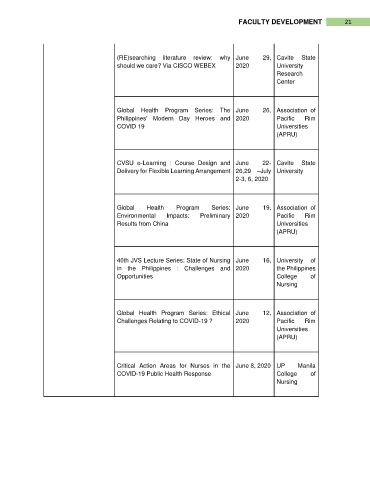 FACULTY DEVELOPMENT 21
(RE)searching literature review: why June 29, Cavite State
should we care? Via CISCO WEBEX 2020 University
Research
Center
Global Health Program Series: The June 26, Association of
Philippines' Modern Day Heroes and 2020 Pacific Rim
COVID 19 Universities
(APRU)
CVSU e-Learning : Course Design and June 22- Cavite State
Delivery for Flexible Learning Arrangement 26,29 –July University
2-3, 6, 2020
Global Health Program Series: June 19, Association of
Environmental Impacts: Preliminary 2020 Pacific Rim
Results from China Universities
(APRU)
40th JVS Lecture Series: State of Nursing June 16, University of
in the Philippines : Challenges and 2020 the Philippines
Opportunities College of
Nursing
Global Health Program Series: Ethical June 12, Association of
Challenges Relating to COVID-19 ? 2020 Pacific Rim
Universities
(APRU)
Critical Action Areas for Nurses in the June 8, 2020 UP Manila
COVID-19 Public Health Response College of
Nursing